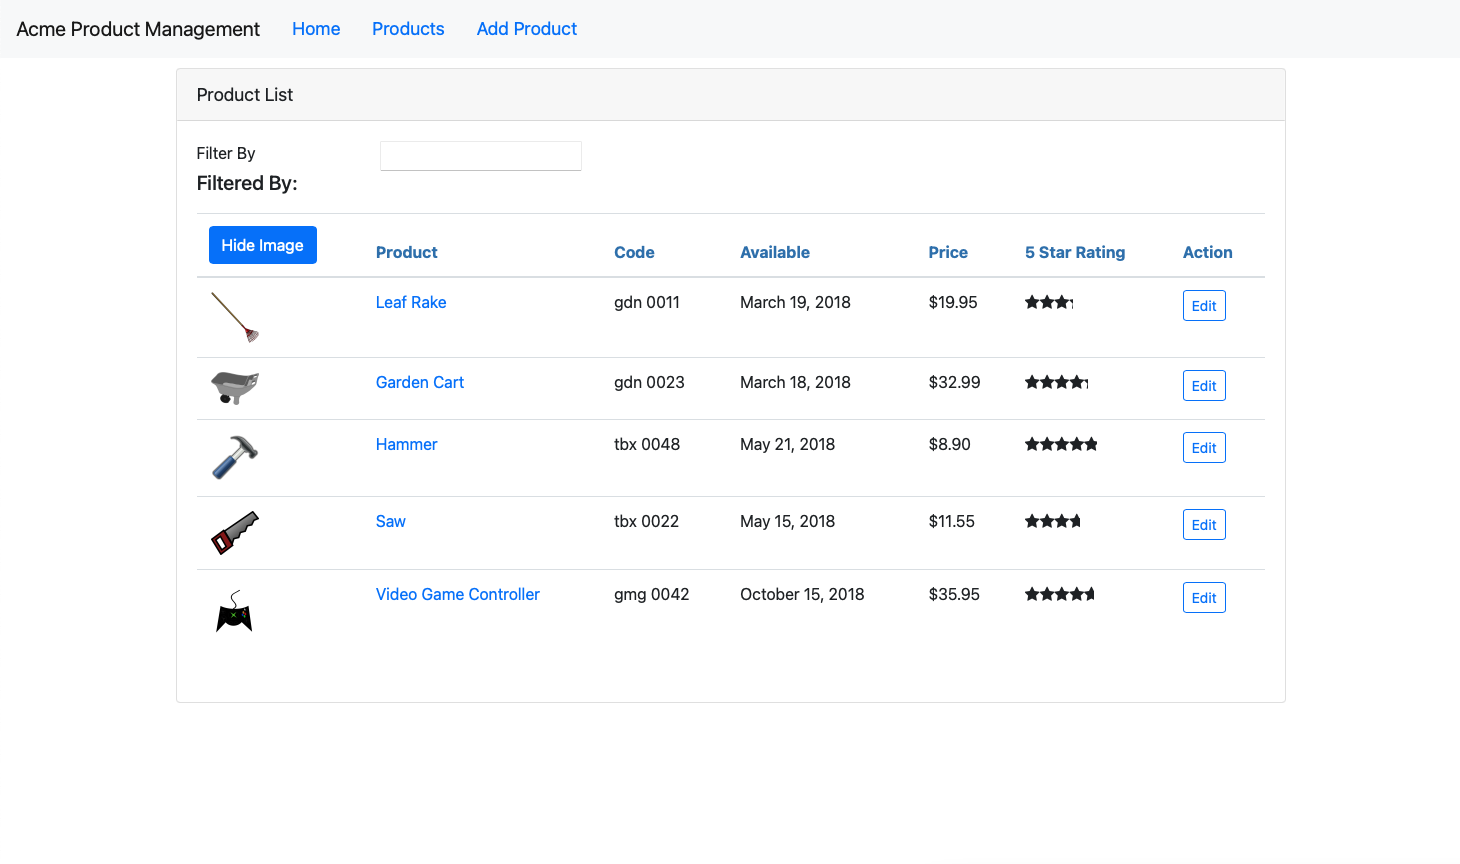 Acme Product Management Home Products Add Product
Product List
Filter By
Filtered By:
Hide Image Product Code Available Price 5 Star Rating Action
Leaf Rake gdn 0011 March 19, 2018 $19.95 Edit
Garden Cart gdn 0023 March 18, 2018 $32.99 Edit
Hammer tbx 0048 May 21, 2018 $8.90 Edit
Saw tbx 0022 May 15, 2018 $11.55 Edit
Video Game Controller gmg 0042 October 15, 2018 $35.95 Edit